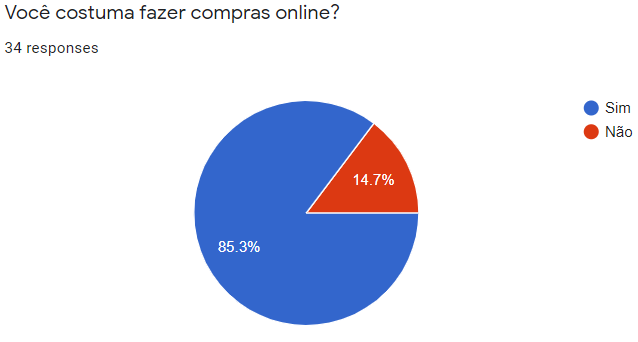 Você costuma fazer compras online?
34 responses
Sim
Não
14.7%
85.3%